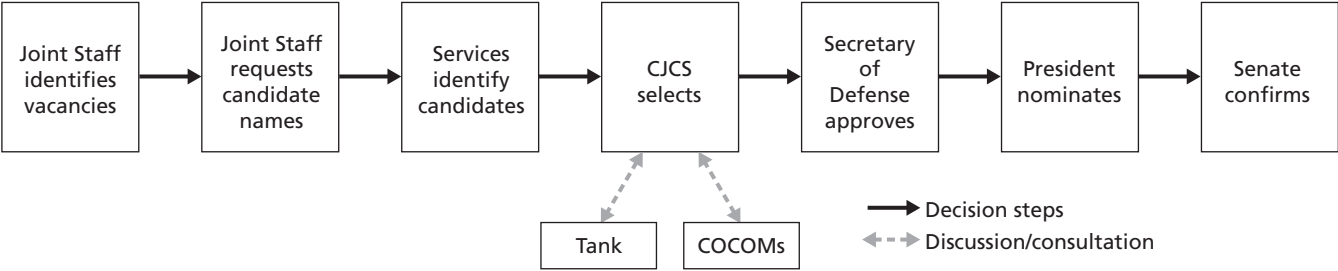 Joint Staff
identifies
vacancies
Joint Staff
requests
candidate
names
Services
identify
candidates
CJCS
selects
Secretary
of
Defense
approves
President
nominates
Senate
confirms
Tank
COCOMs
Decision steps
Discussion/consultation